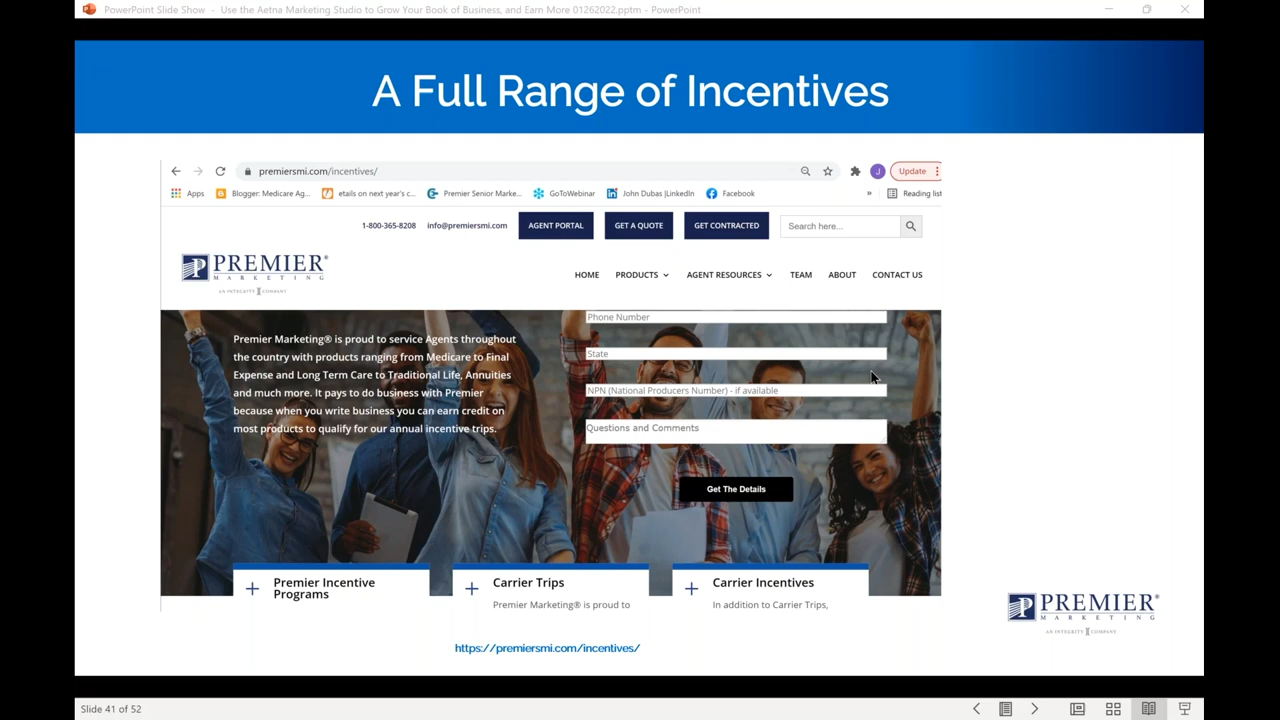 PowerPoint Slide Show - Use the Aetna Marketing Studio to Grow Your Book of Business, and Earn More 01262022.pptm - PowerPoint
A Full Range of Incentives
premiersmi.com/incentives/
J
Update
Apps
Blogger: Medicare Ag...
etails on next year's c...
Premier Senior Marke...
GoToWebinar
John Dubas |LinkedIn
Facebook
»
Reading list
1-800-365-8208
info@premiersmi.com
AGENT PORTAL
GET A QUOTE
GET CONTRACTED
Search here...
PREMIER®
MARKETING
AN INTEGRITY COMPANY
HOME
PRODUCTS
AGENT RESOURCES
TEAM
ABOUT
CONTACT US
Premier Marketing® is proud to service Agents throughout
the country with products ranging from Medicare to Final
Expense and Long Term Care to Traditional Life, Annuities
and much more. It pays to do business with Premier
because when you write business you can earn credit on
most products to qualify for our annual incentive trips.
Phone Number
State
NPN (National Producers Number) - if available
Questions and Comments
Get The Details
Premier Incentive
Programs
Carrier Trips
Premier Marketing® is proud to
Carrier Incentives
In addition to Carrier Trips,
PREMIER®
MARKETING
AN INTEGRITY COMPANY
https://premiersmi.com/incentives/
Slide 41 of 52